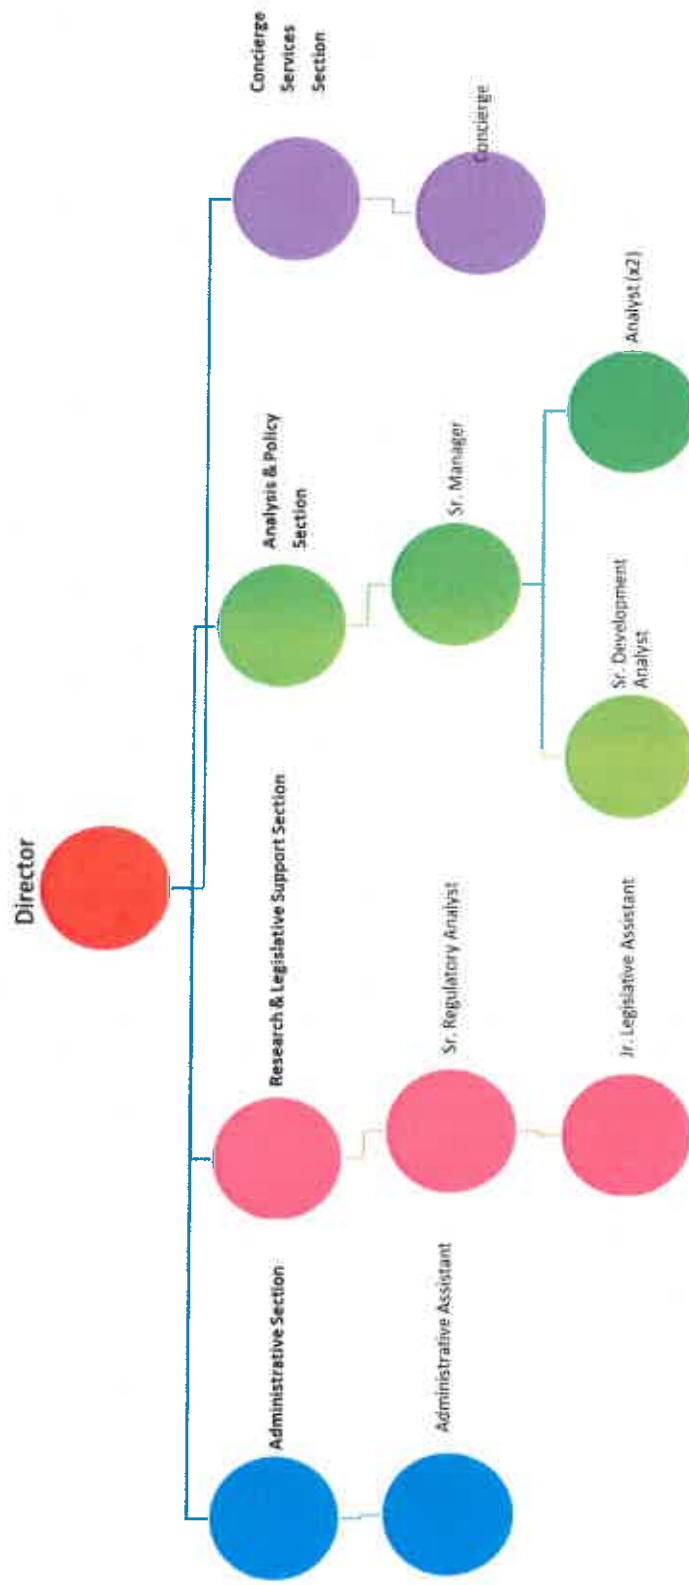 Director
Administrative Section
Research & Legislative Support Section
Analysis & Policy
Section
Concierge
Services
Section
Administrative Assistant
Sr. Regulatory Analyst
Sr. Manager
Concierge
Jr. Legislative Assistant
Sr. Development
Analyst
Analyst (x2)